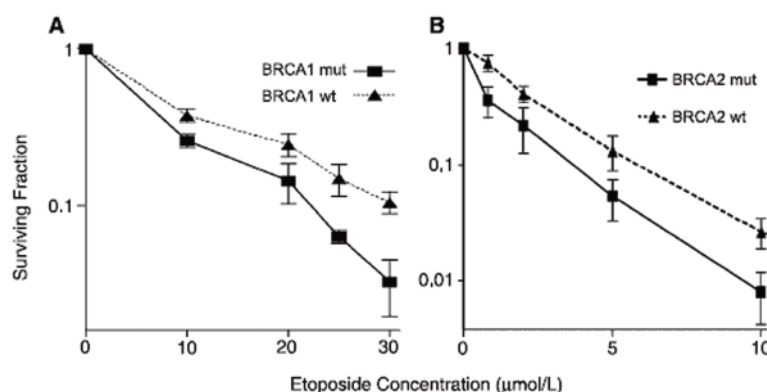 A
B
1
BRCA1 mut
BRCA1 wt
0.1
0
10
20
30
1
BRCA2 mut
BRCA2 wt
0.1
0.01
0
5
10
Surviving Fraction
Etoposide Concentration (μmol/L)